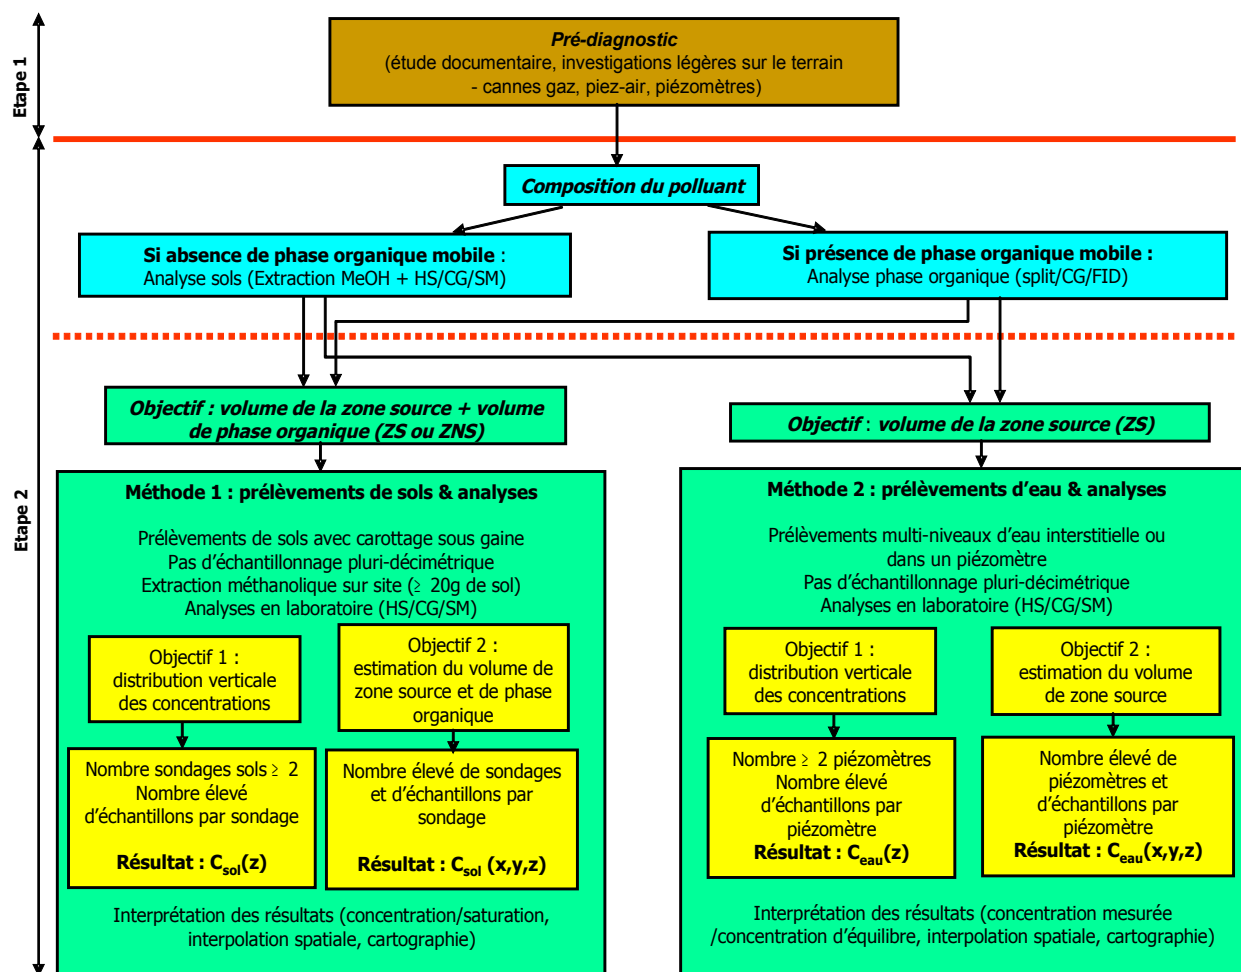 Etape 1
Pré-diagnostic
(étude documentaire, investigations légères sur le terrain
- cannes gaz, piez-air, piézomètres)
Etape 2
Composition du polluant
Si absence de phase organique mobile :
Analyse sols (Extraction MeOH + HS/CG/SM)
Si présence de phase organique mobile :
Analyse phase organique (split/CG/FID)
Objectif : volume de la zone source + volume
de phase organique (ZS ou ZNS)
Objectif : volume de la zone source (ZS)
Méthode 1 : prélèvements de sols & analyses
Prélèvements de sols avec carottage sous gaine
Pas d'échantillonnage pluri-décimétrique
Extraction méthanolique sur site (≥ 20g de sol)
Analyses en laboratoire (HS/CG/SM)
Objectif 1 :
distribution verticale
des concentrations
Objectif 2 :
estimation du volume de
zone source et de phase
organique
Nombre sondages sols ≥ 2
Nombre élevé
d'échantillons par sondage
Résultat : Csol(z)
Nombre élevé de sondages
et d'échantillons par
sondage
Résultat : Csol (x,y,z)
Interprétation des résultats (concentration/saturation,
interpolation spatiale, cartographie)
Méthode 2 : prélèvements d'eau & analyses
Prélèvements multi-niveaux d'eau interstitielle ou
dans un piézomètre
Pas d'échantillonnage pluri-décimétrique
Analyses en laboratoire (HS/CG/SM)
Objectif 1 :
distribution verticale
des concentrations
Objectif 2 :
estimation du volume
de zone source
Nombre ≥ 2 piézomètres
Nombre élevé
d'échantillons par
piézomètre
Résultat : Ceau(z)
Nombre élevé de
piézomètres et
d'échantillons par
piézomètre
Résultat : Ceau(x,y,z)
Interprétation des résultats (concentration mesurée
/concentration d'équilibre, interpolation spatiale, cartographie)